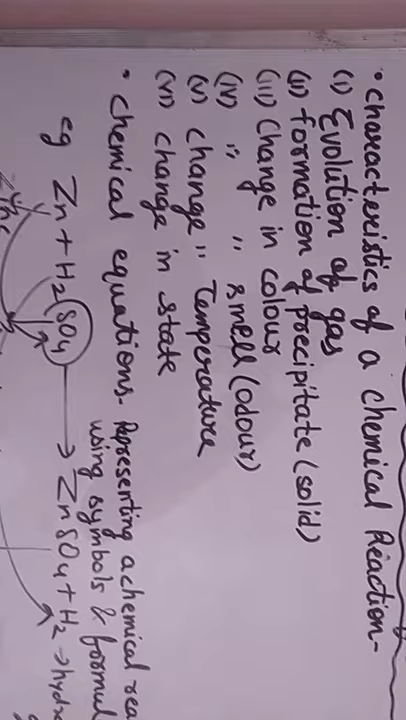 • Characteristics of a chemical Reaction-
(i) Evolution of gas
(ii) formation of precipitate (solid)
(iii) Change in colour
(iv) " " smell (odour)
(v) change " Temperature
(vi) change in state
• Chemical equations- Representing a chemical rea
using symbols & formul
eg Zn + H2SO4 → ZnSO4 + H2 → hydro